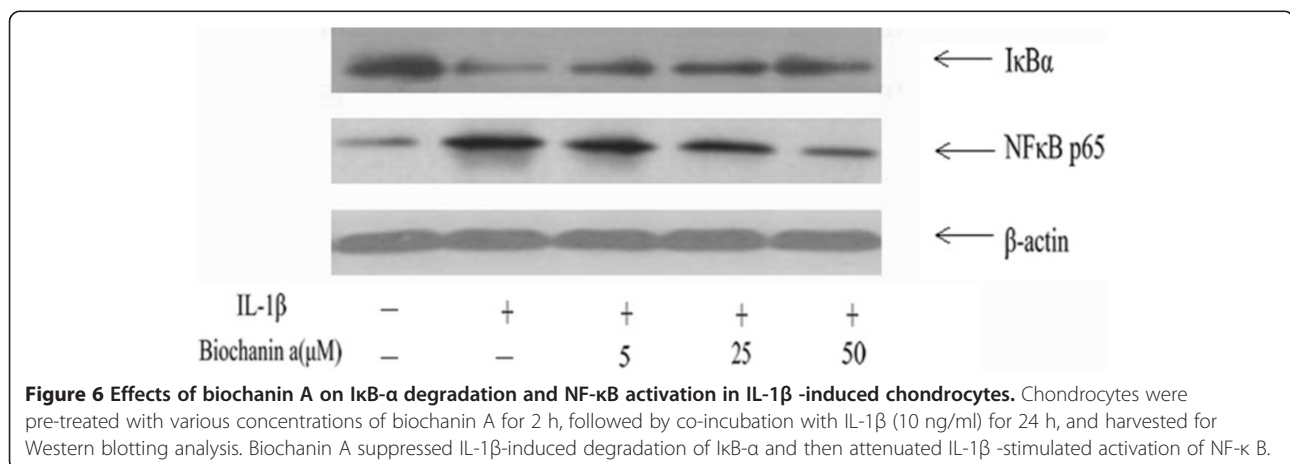 ← IκBα
← NFκB p65
← β-actin
IL-1β − + + + +
Biochanin a(μM) − − 5 25 50
Figure 6 Effects of biochanin A on IκB-α degradation and NF-κB activation in IL-1β -induced chondrocytes. Chondrocytes were
pre-treated with various concentrations of biochanin A for 2 h, followed by co-incubation with IL-1β (10 ng/ml) for 24 h, and harvested for
Western blotting analysis. Biochanin A suppressed IL-1β-induced degradation of IκB-α and then attenuated IL-1β -stimulated activation of NF-κ B.